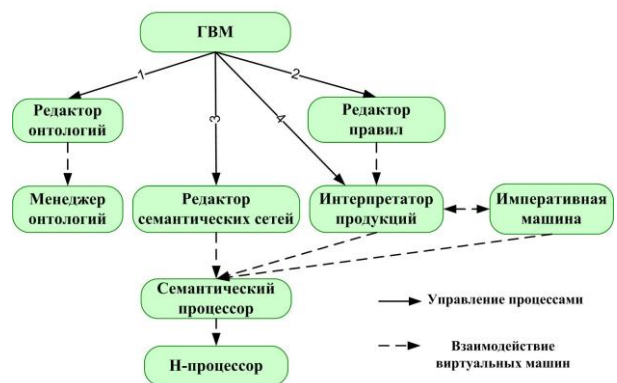 ГВМ
1
2
3
4
Редактор
онтологий
Редактор
правил
Менеджер
онтологий
Редактор
семантических сетей
Интерпретатор
продукций
Императивная
машина
Семантический
процессор
Н-процессор
Управление процессами
Взаимодействие
виртуальных машин